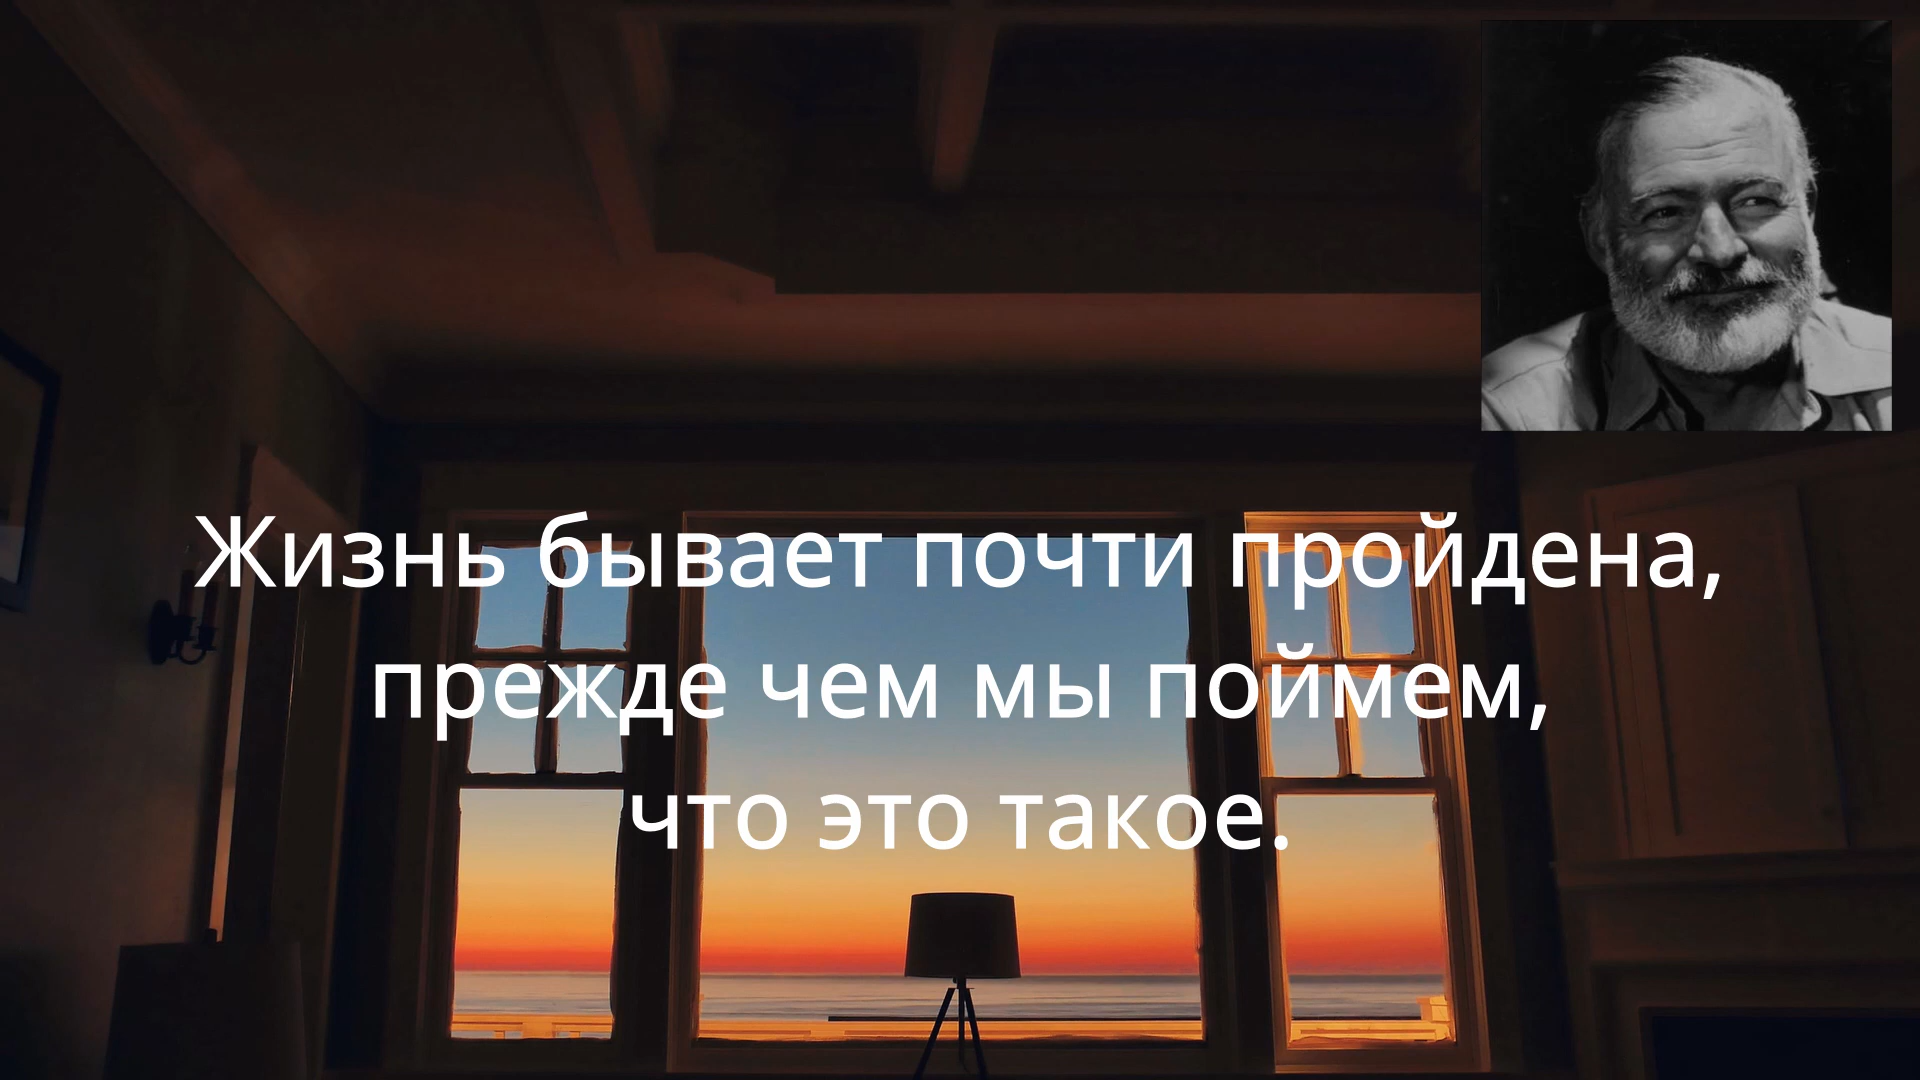 Жизнь бывает почти пройдена,
прежде чем мы поймем,
что это такое.